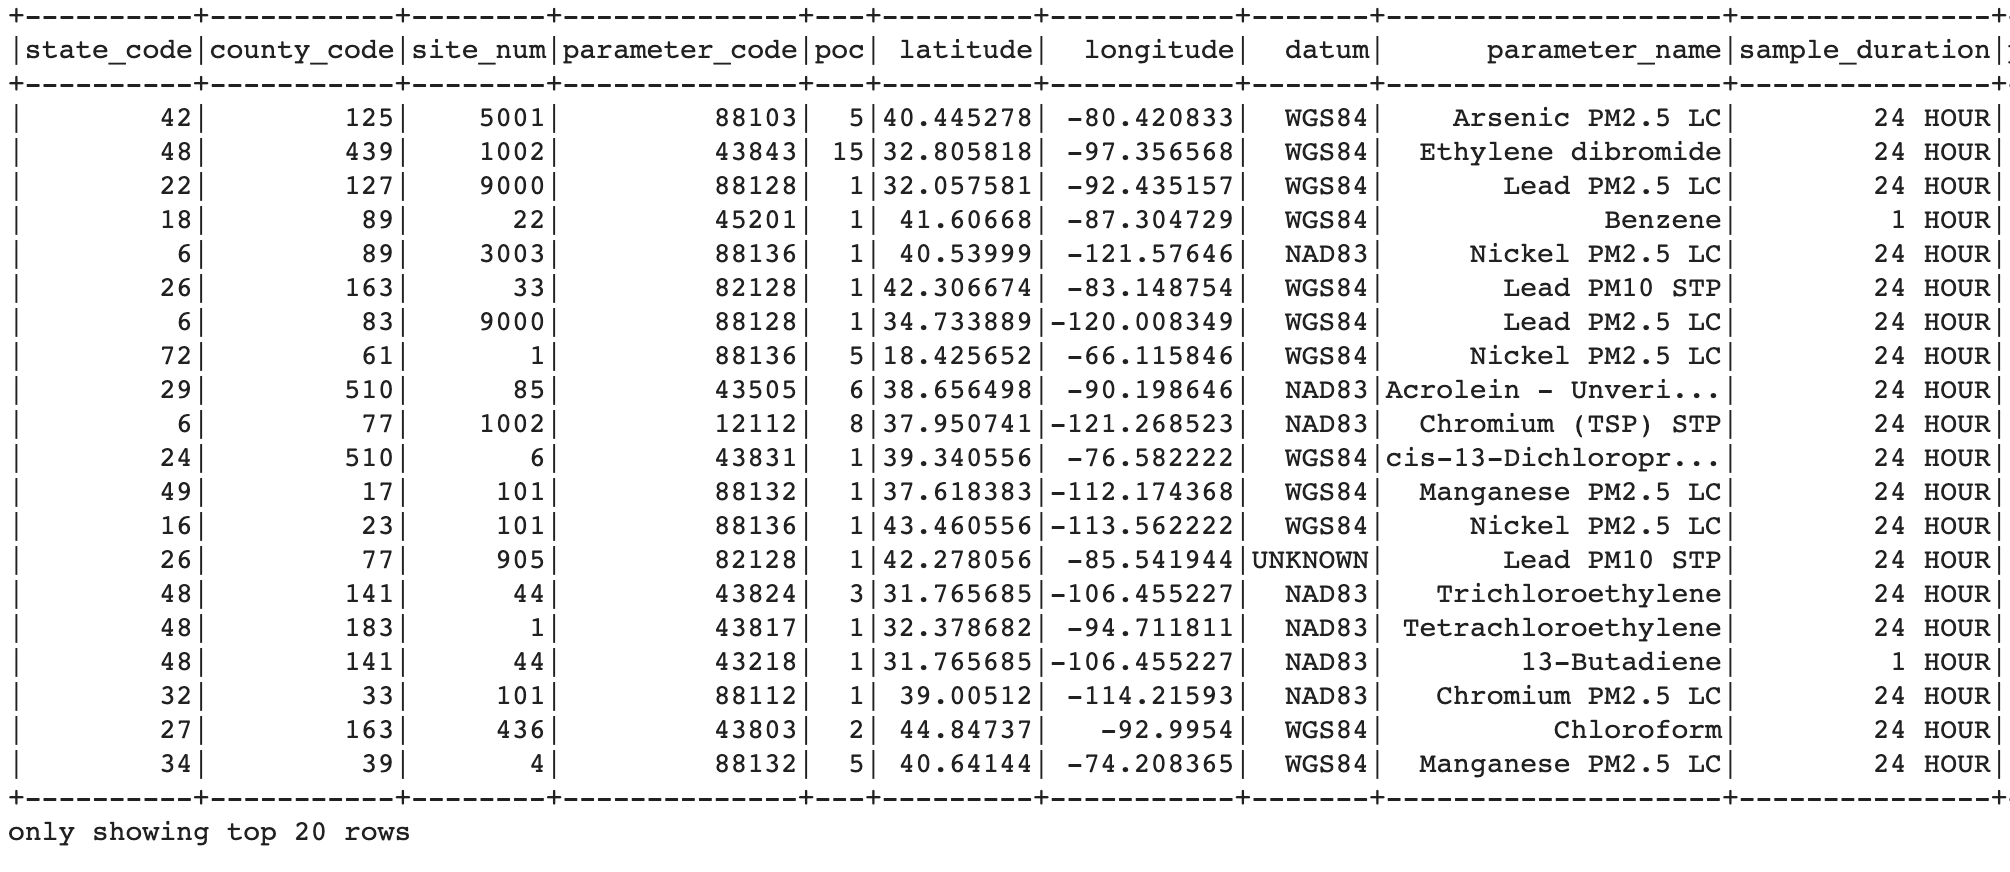 +----------+-----------+--------+--------------+---+---------+-----------+-------+--------------------+---------------+
|state_code|county_code|site_num|parameter_code|poc| latitude|  longitude|  datum|      parameter_name|sample_duration|
+----------+-----------+--------+--------------+---+---------+-----------+-------+--------------------+---------------+
|        42|        125|    5001|         88103|  5|40.445278| -80.420833|  WGS84|    Arsenic PM2.5 LC|        24 HOUR|
|        48|        439|    1002|         43843| 15|32.805818| -97.356568|  WGS84|  Ethylene dibromide|        24 HOUR|
|        22|        127|    9000|         88128|  1|32.057581| -92.435157|  WGS84|       Lead PM2.5 LC|        24 HOUR|
|        18|         89|      22|         45201|  1| 41.60668| -87.304729|  WGS84|             Benzene|         1 HOUR|
|         6|         89|    3003|         88136|  1| 40.53999| -121.57646|  NAD83|     Nickel PM2.5 LC|        24 HOUR|
|        26|        163|      33|         82128|  1|42.306674| -83.148754|  WGS84|       Lead PM10 STP|        24 HOUR|
|         6|         83|    9000|         88128|  1|34.733889|-120.008349|  WGS84|       Lead PM2.5 LC|        24 HOUR|
|        72|         61|       1|         88136|  5|18.425652| -66.115846|  WGS84|     Nickel PM2.5 LC|        24 HOUR|
|        29|        510|      85|         43505|  6|38.656498| -90.198646|  NAD83|Acrolein - Unveri...|        24 HOUR|
|         6|         77|    1002|         12112|  8|37.950741|-121.268523|  NAD83|  Chromium (TSP) STP|        24 HOUR|
|        24|        510|       6|         43831|  1|39.340556| -76.582222|  WGS84|cis-13-Dichloropr...|        24 HOUR|
|        49|         17|     101|         88132|  1|37.618383|-112.174368|  WGS84|  Manganese PM2.5 LC|        24 HOUR|
|        16|         23|     101|         88136|  1|43.460556|-113.562222|  WGS84|     Nickel PM2.5 LC|        24 HOUR|
|        26|         77|     905|         82128|  1|42.278056| -85.541944|UNKNOWN|       Lead PM10 STP|        24 HOUR|
|        48|        141|      44|         43824|  3|31.765685|-106.455227|  NAD83|   Trichloroethylene|        24 HOUR|
|        48|        183|       1|         43817|  1|32.378682| -94.711811|  NAD83| Tetrachloroethylene|        24 HOUR|
|        48|        141|      44|         43218|  1|31.765685|-106.455227|  NAD83|        13-Butadiene|         1 HOUR|
|        32|         33|     101|         88112|  1| 39.00512| -114.21593|  NAD83|   Chromium PM2.5 LC|        24 HOUR|
|        27|        163|     436|         43803|  2| 44.84737|   -92.9954|  WGS84|          Chloroform|        24 HOUR|
|        34|         39|       4|         88132|  5| 40.64144| -74.208365|  WGS84|  Manganese PM2.5 LC|        24 HOUR|
+----------+-----------+--------+--------------+---+---------+-----------+-------+--------------------+---------------+
only showing top 20 rows